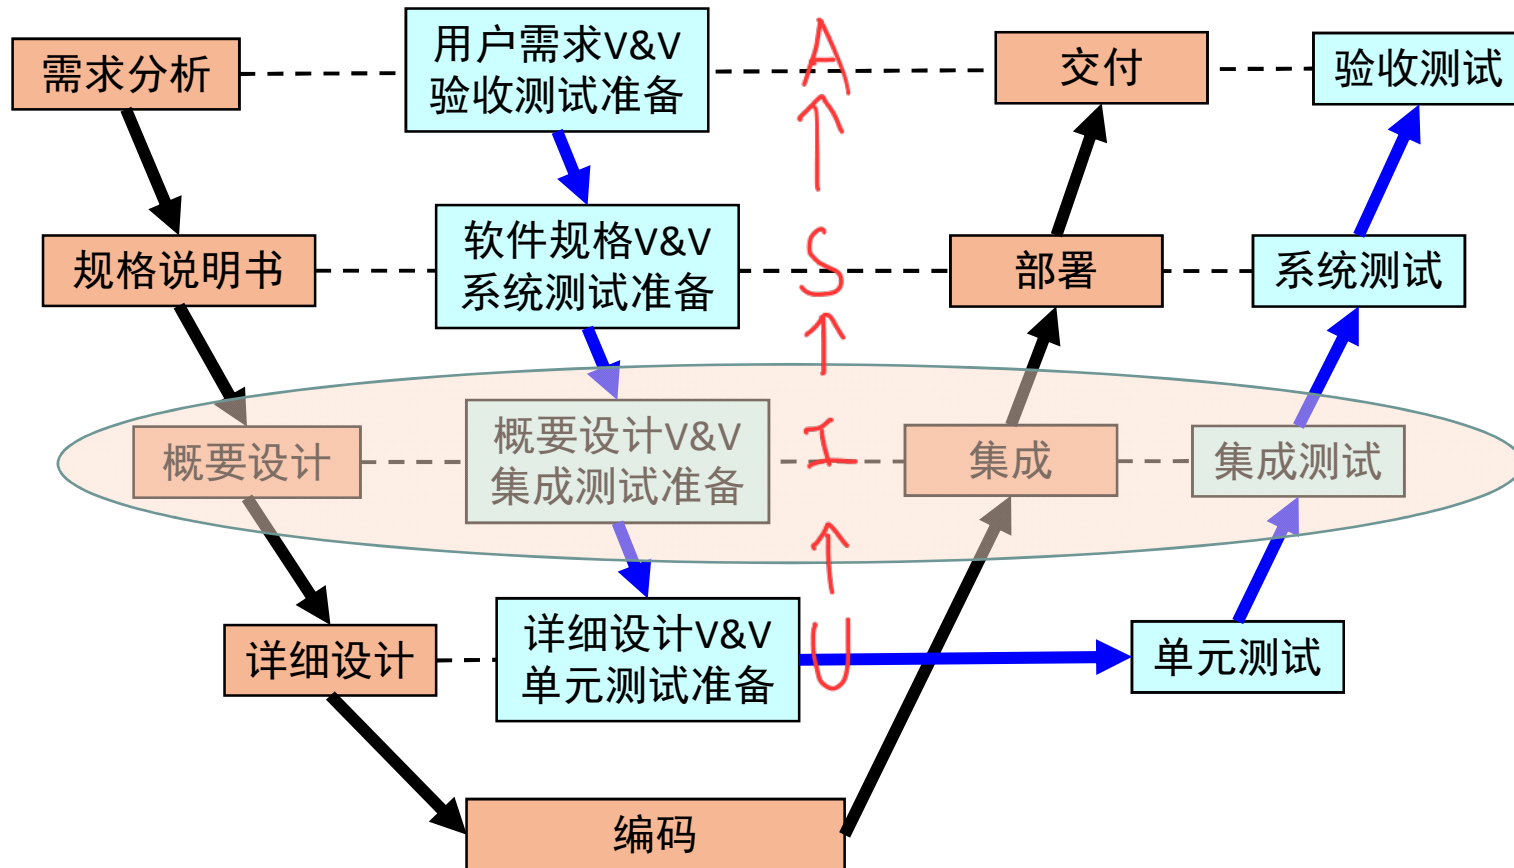 需求分析
用户需求V&V
验收测试准备
A
交付
验收测试
规格说明书
软件规格V&V
系统测试准备
S
部署
系统测试
概要设计
概要设计V&V
集成测试准备
I
集成
集成测试
详细设计
详细设计V&V
单元测试准备
U
单元测试
编码